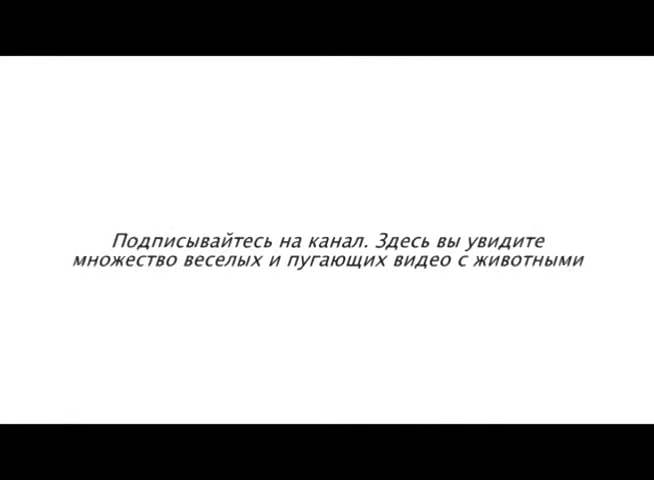 Подписывайтесь на канал. Здесь вы увидите
множество веселых и пугающих видео с животными